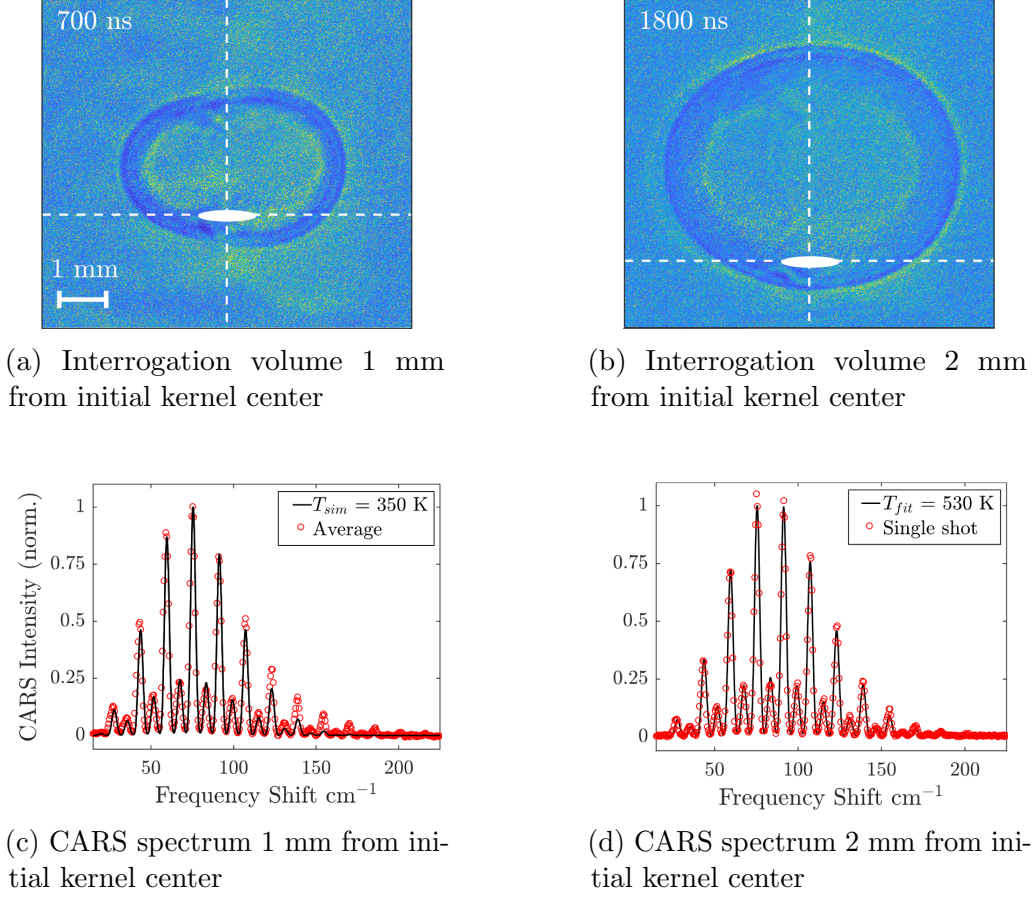 700 ns
1 mm
1800 ns
(a) Interrogation volume 1 mm
from initial kernel center
(b) Interrogation volume 2 mm
from initial kernel center
CARS Intensity (norm.)
1
0.75
0.5
0.25
0
T_sim = 350 K
Average
50 100 150 200
Frequency Shift cm⁻¹
1
0.75
0.5
0.25
0
T_fit = 530 K
Single shot
50 100 150 200
Frequency Shift cm⁻¹
(c) CARS spectrum 1 mm from ini-
tial kernel center
(d) CARS spectrum 2 mm from ini-
tial kernel center